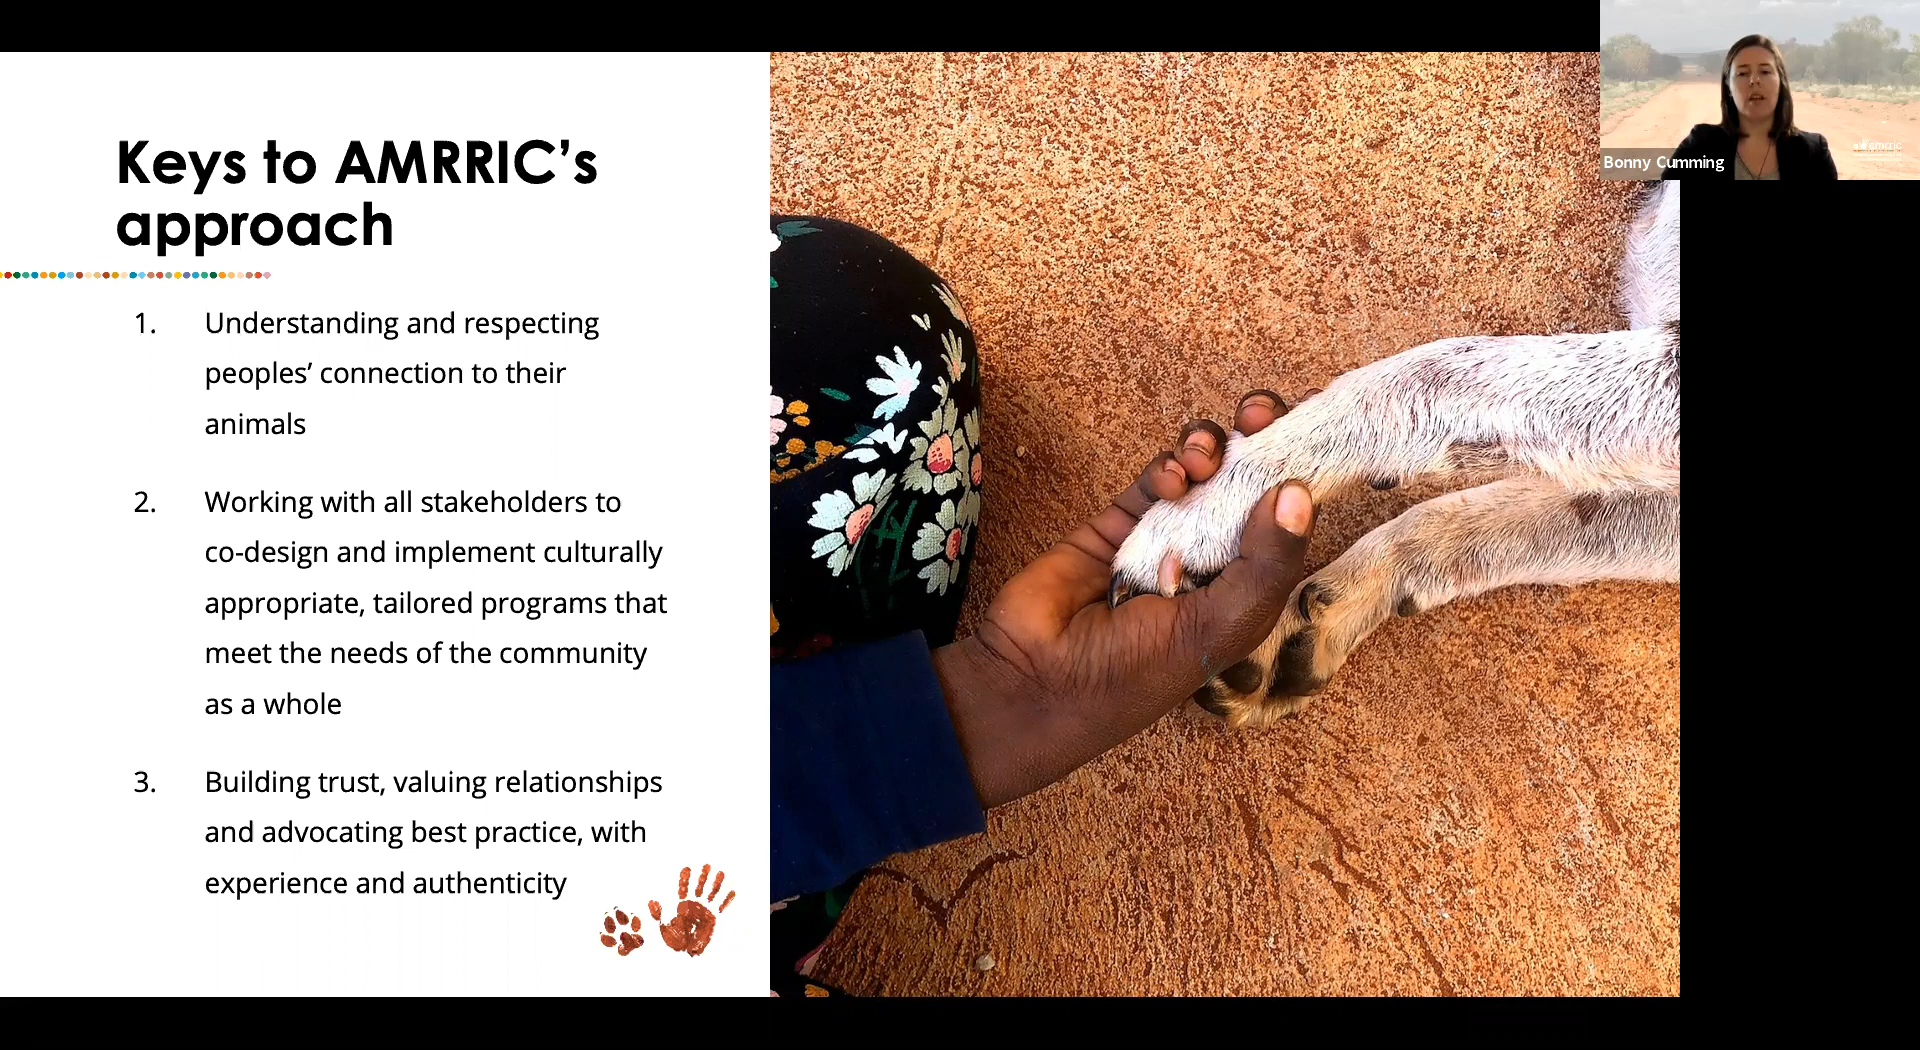 Keys to AMRRIC’s
approach
1. Understanding and respecting
peoples’ connection to their
animals
2. Working with all stakeholders to
co-design and implement culturally
appropriate, tailored programs that
meet the needs of the community
as a whole
3. Building trust, valuing relationships
and advocating best practice, with
experience and authenticity
Bonny Cumming